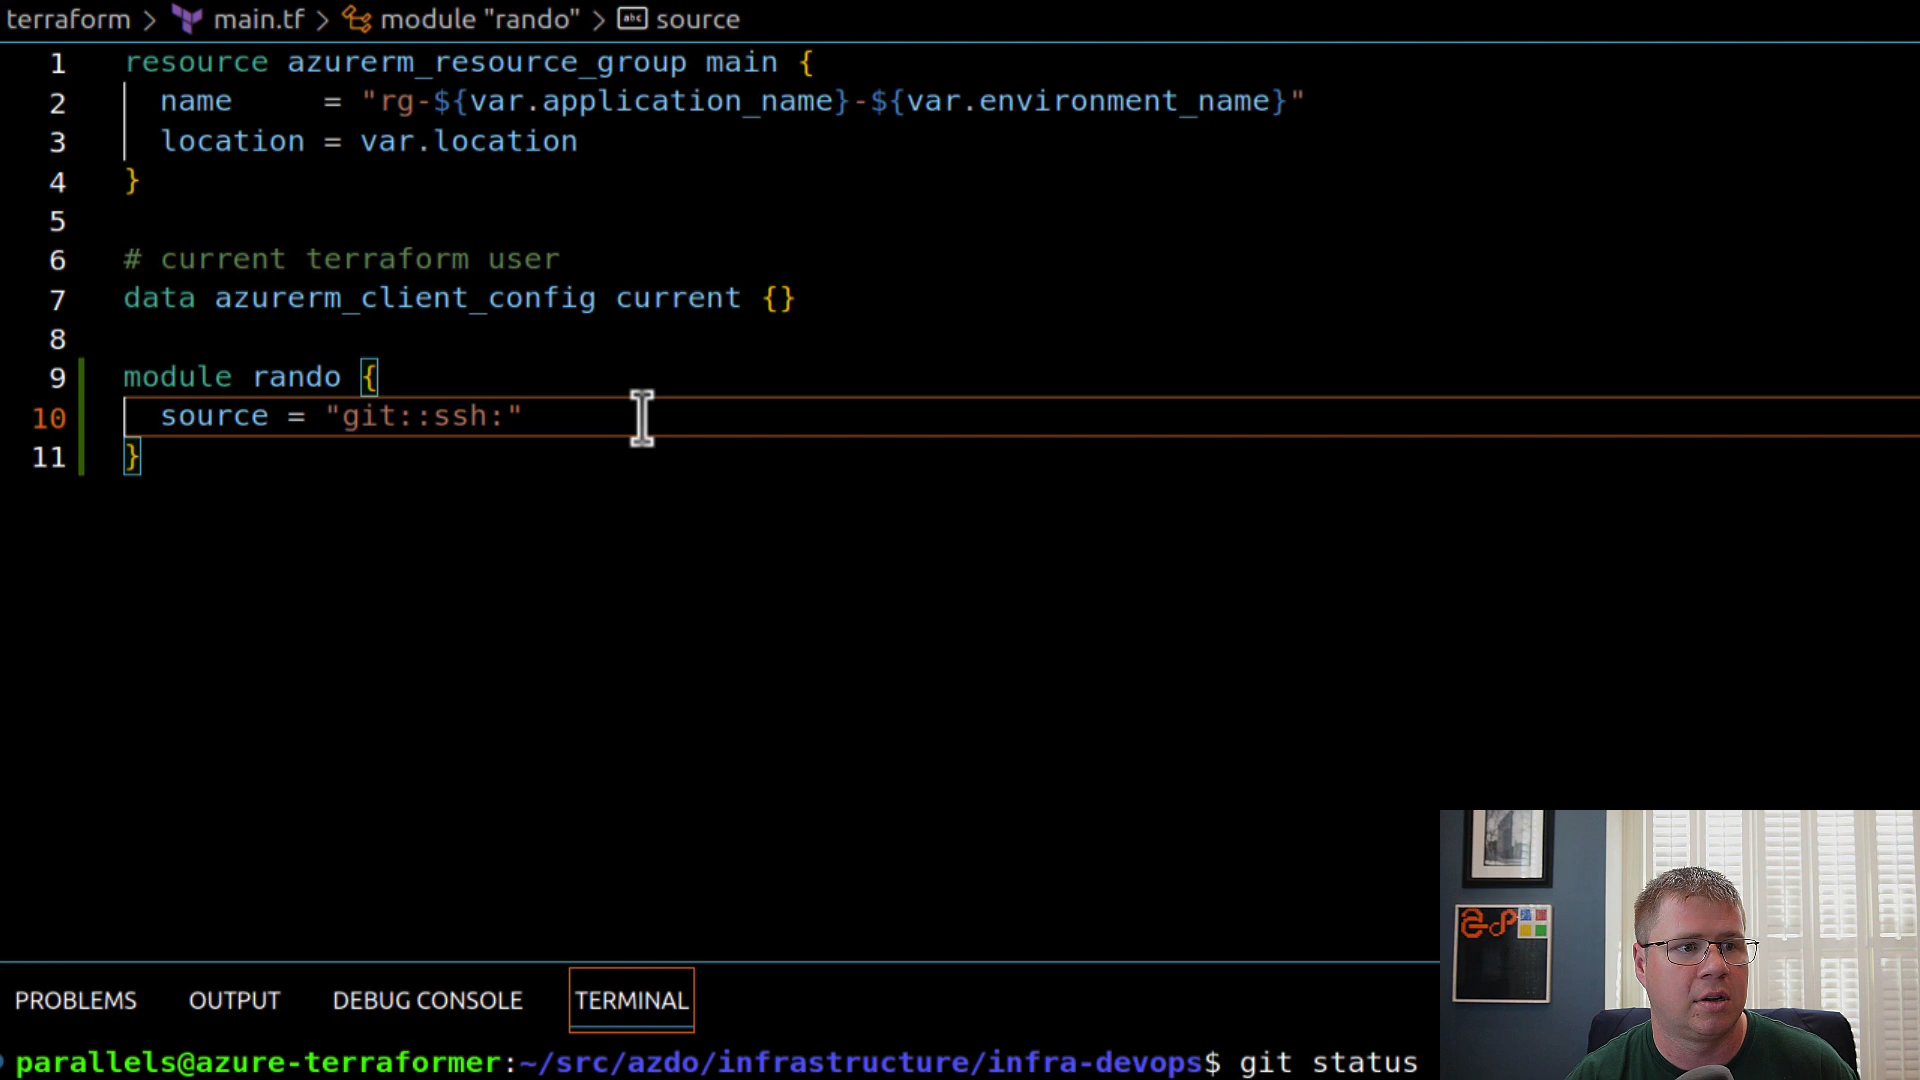 terraform > main.tf > module "rando" > abc source
1 resource azurerm_resource_group main {
2 name = "rg-${var.application_name}-${var.environment_name}"
3 location = var.location
4 }
5
6 # current terraform user
7 data azurerm_client_config current {}
8
9 module rando {
10 source = "git::ssh:"
11 }
PROBLEMS OUTPUT DEBUG CONSOLE TERMINAL
parallels@azure-terraformer:~/src/azdo/infrastructure/infra-devops$ git status